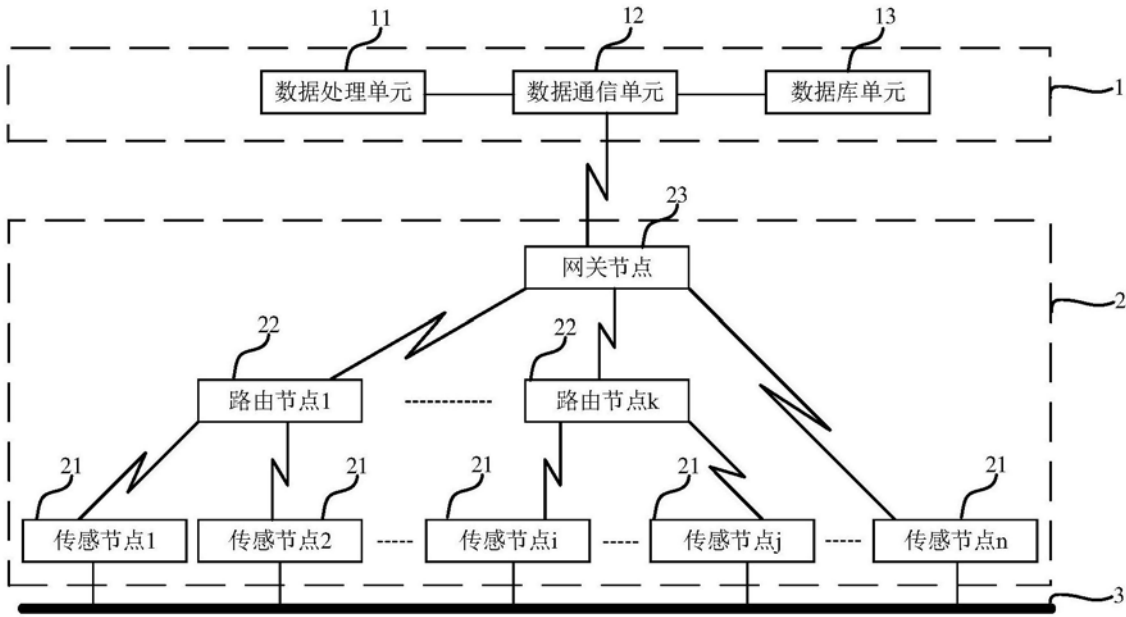 11
12
13
数据处理单元
数据通信单元
数据库单元
1
23
网关节点
2
22
22
路由节点1
路由节点k
21
21
21
21
21
传感节点1
传感节点2
传感节点i
传感节点j
传感节点n
3